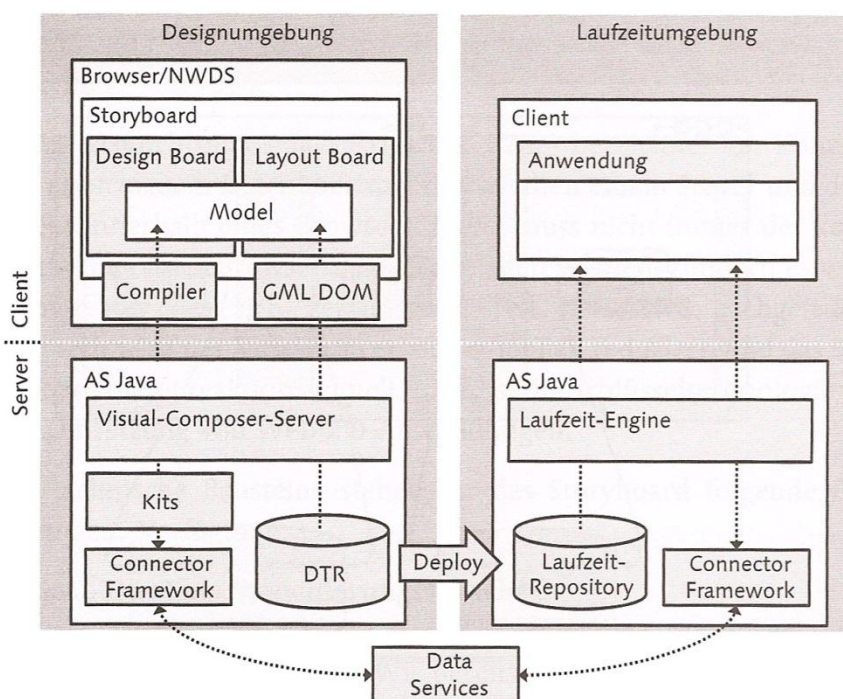 Designumgebung
Browser/NWDS
Storyboard
Design Board
Layout Board
Model
Compiler
GML DOM
Client
Server
AS Java
Visual-Composer-Server
Kits
Connector
Framework
DTR
Deploy
Laufzeitumgebung
Client
Anwendung
AS Java
Laufzeit-Engine
Laufzeit-
Repository
Connector
Framework
Data
Services